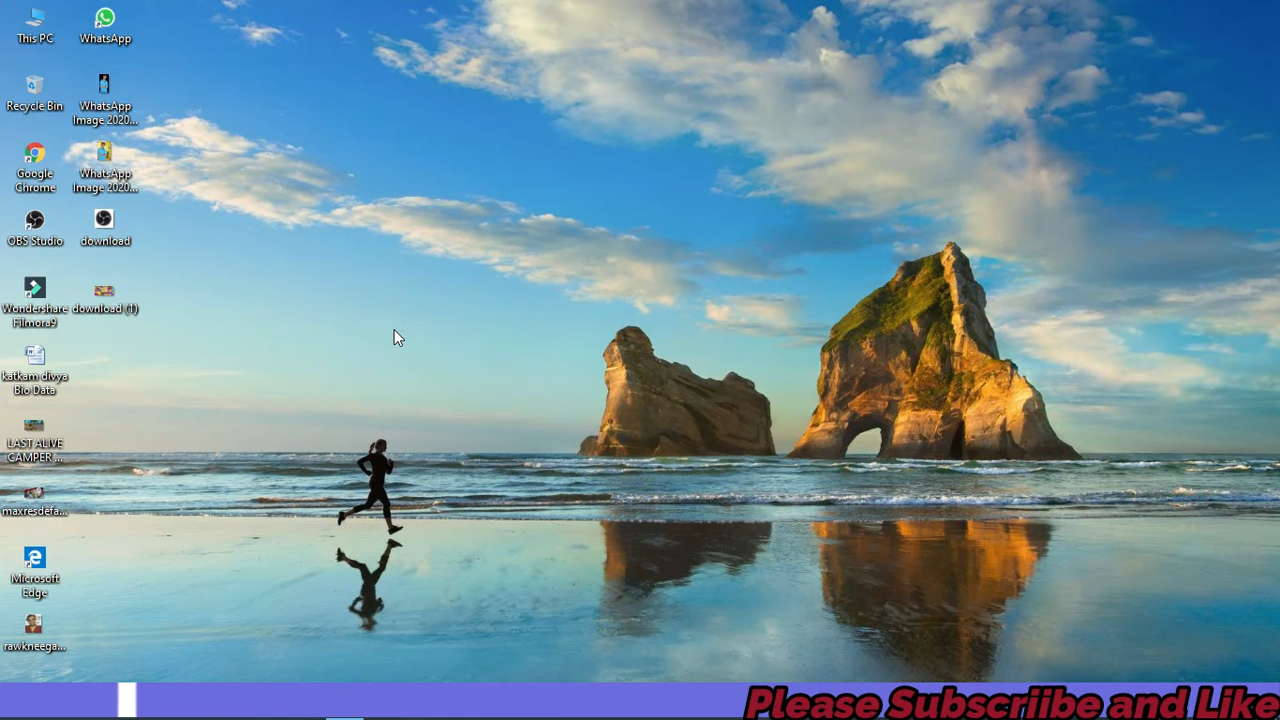 This PC
WhatsApp
Recycle Bin
WhatsApp
Image 2020...
Google
Chrome
WhatsApp
Image 2020...
OBS Studio
download
Wondershare
Filmora9
download (1)
katkam divya
Bio Data
LAST ALIVE
CAMPER ...
maxresdefa...
Microsoft
Edge
rawkneega...
Please Subscriibe and Like